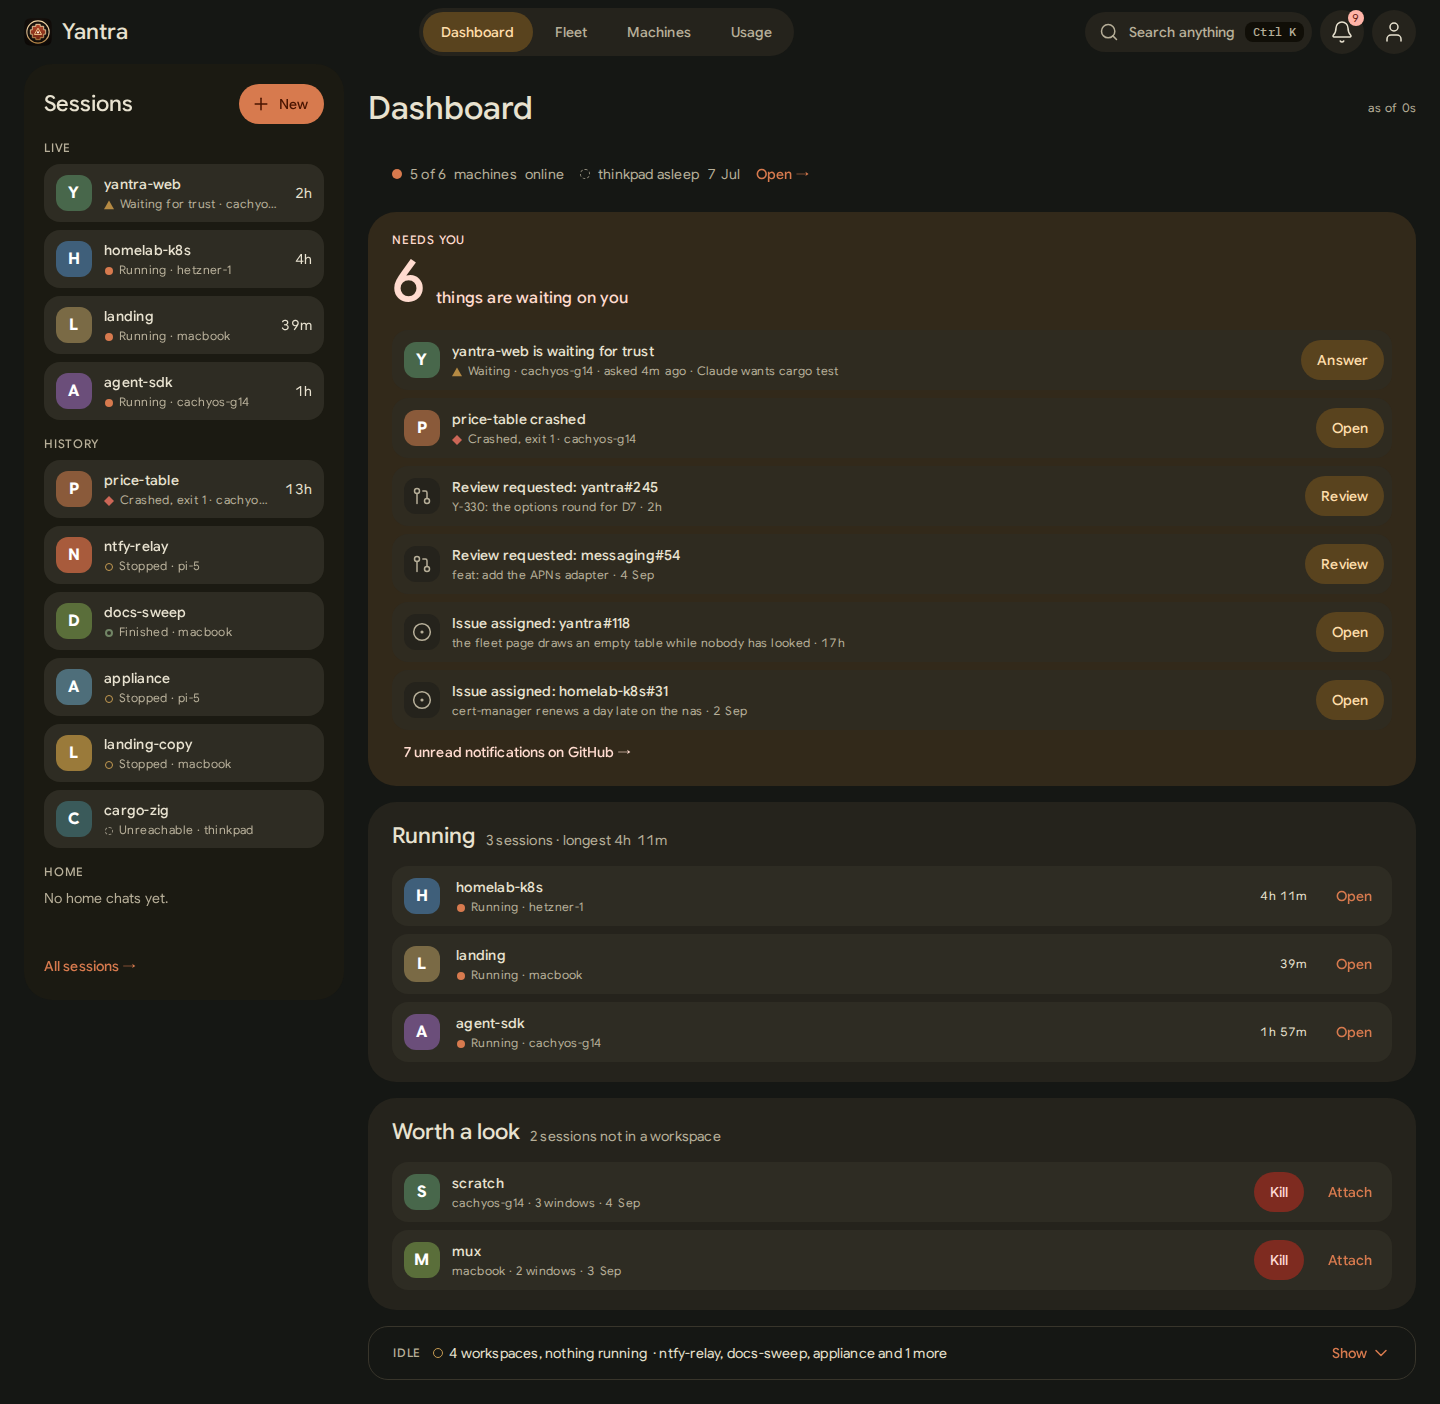 Yantra
Dashboard
Fleet
Machines
Usage
Search anything
Ctrl K
9
Sessions
New
LIVE
Y
yantra-web
Waiting for trust · cachyo...
2h
H
homelab-k8s
Running · hetzner-1
4h
L
landing
Running · macbook
39m
A
agent-sdk
Running · cachyos-g14
1h
HISTORY
P
price-table
Crashed, exit 1 · cachyo...
13h
N
ntfy-relay
Stopped · pi-5
D
docs-sweep
Finished · macbook
A
appliance
Stopped · pi-5
L
landing-copy
Stopped · macbook
C
cargo-zig
Unreachable · thinkpad
HOME
No home chats yet.
All sessions →
Dashboard
as of 0s
5 of 6 machines online
thinkpad asleep 7 Jul
Open →
NEEDS YOU
6 things are waiting on you
Y
yantra-web is waiting for trust
Waiting · cachyos-g14 · asked 4m ago · Claude wants cargo test
Answer
P
price-table crashed
Crashed, exit 1 · cachyos-g14
Open
Review requested: yantra#245
Y-330: the options round for D7 · 2h
Review
Review requested: messaging#54
feat: add the APNs adapter · 4 Sep
Review
Issue assigned: yantra#118
the fleet page draws an empty table while nobody has looked · 17h
Open
Issue assigned: homelab-k8s#31
cert-manager renews a day late on the nas · 2 Sep
Open
7 unread notifications on GitHub →
Running
3 sessions · longest 4h 11m
H
homelab-k8s
Running · hetzner-1
4h 11m
Open
L
landing
Running · macbook
39m
Open
A
agent-sdk
Running · cachyos-g14
1h 57m
Open
Worth a look
2 sessions not in a workspace
S
scratch
cachyos-g14 · 3 windows · 4 Sep
Kill
Attach
M
mux
macbook · 2 windows · 3 Sep
Kill
Attach
IDLE
4 workspaces, nothing running · ntfy-relay, docs-sweep, appliance and 1 more
Show